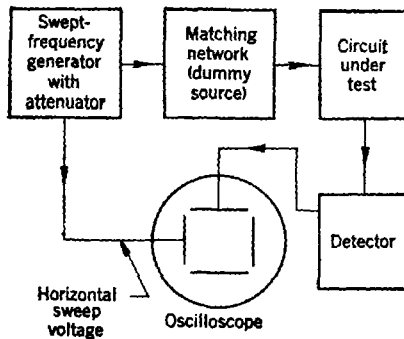 Swept-
frequency
generator
with
attenuator
Matching
network
(dummy
source)
Circuit
under
test
Detector
Horizontal
sweep
voltage
Oscilloscope